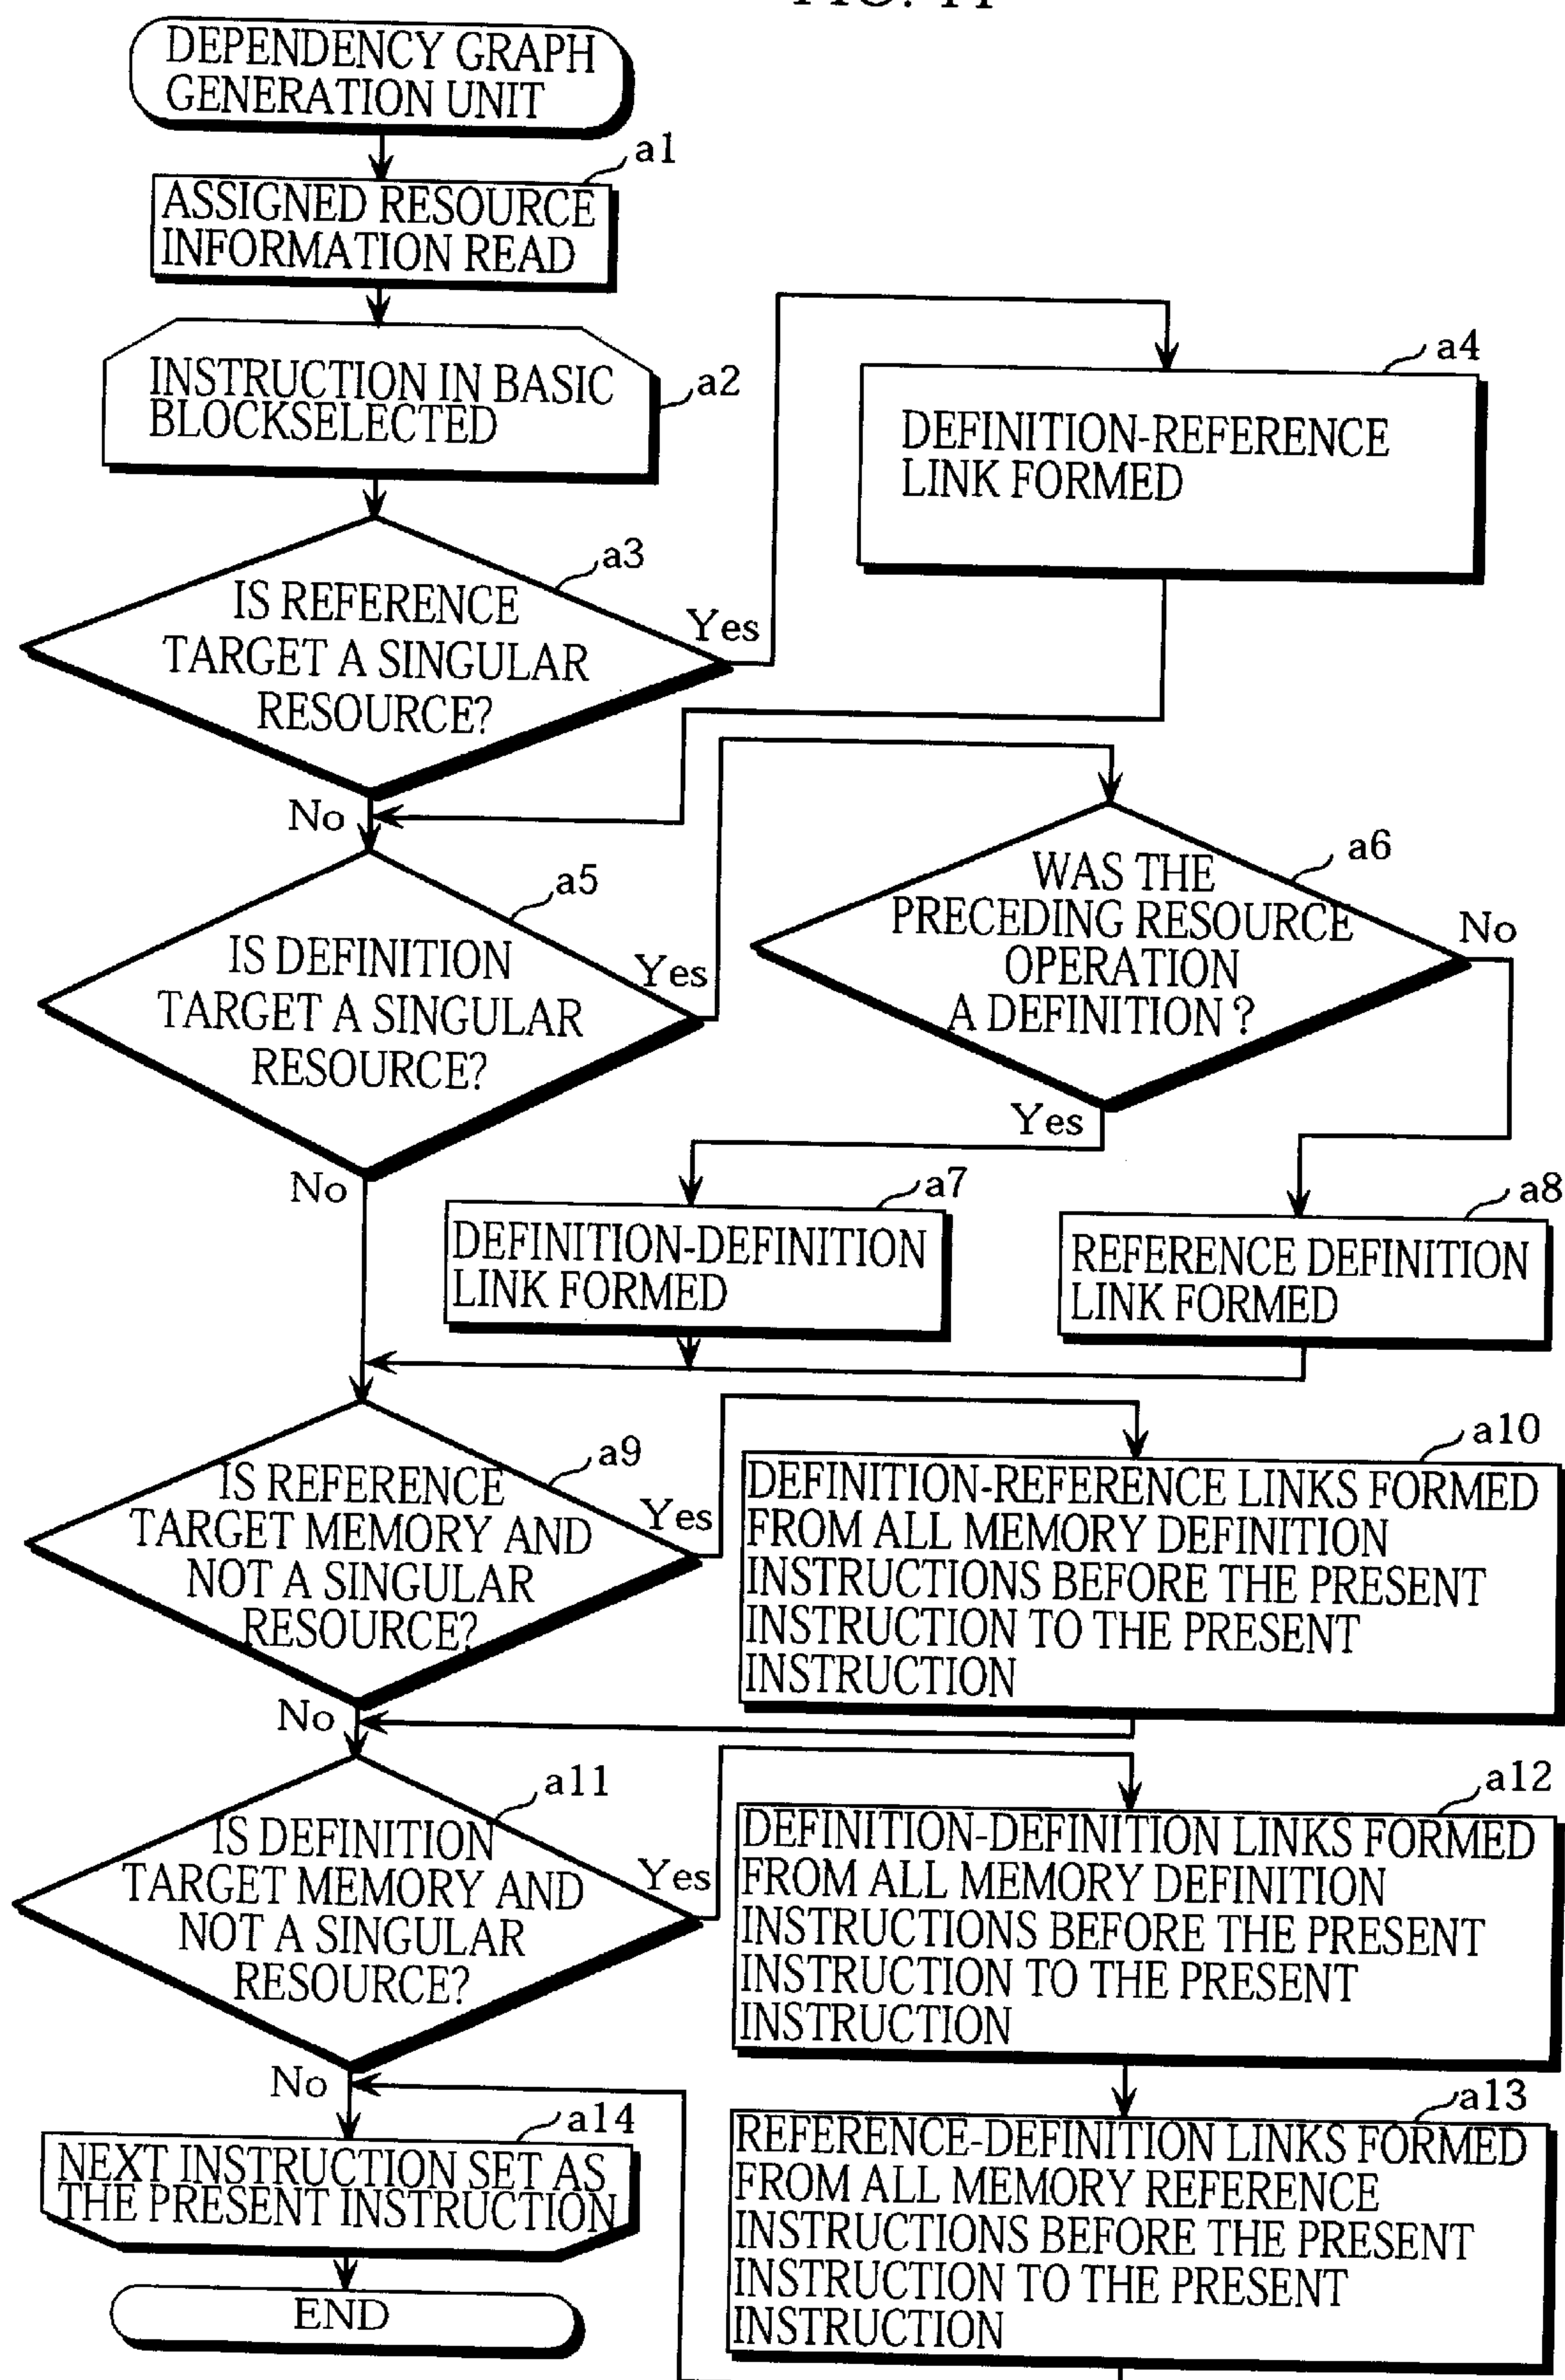 DEPENDENCY GRAPH
GENERATION UNIT
a1
ASSIGNED RESOURCE
INFORMATION READ
INSTRUCTION IN BASIC
BLOCKSELECTED
a2
a3
IS REFERENCE
TARGET A SINGULAR
RESOURCE?
Yes
No
a4
DEFINITION-REFERENCE
LINK FORMED
a5
IS DEFINITION
TARGET A SINGULAR
RESOURCE?
Yes
No
a6
WAS THE
PRECEDING RESOURCE
OPERATION
A DEFINITION ?
No
Yes
a7
DEFINITION-DEFINITION
LINK FORMED
a8
REFERENCE DEFINITION
LINK FORMED
a9
IS REFERENCE
TARGET MEMORY AND
NOT A SINGULAR
RESOURCE?
Yes
No
a10
DEFINITION-REFERENCE LINKS FORMED
FROM ALL MEMORY DEFINITION
INSTRUCTIONS BEFORE THE PRESENT
INSTRUCTION TO THE PRESENT
INSTRUCTION
a11
IS DEFINITION
TARGET MEMORY AND
NOT A SINGULAR
RESOURCE?
Yes
No
a12
DEFINITION-DEFINITION LINKS FORMED
FROM ALL MEMORY DEFINITION
INSTRUCTIONS BEFORE THE PRESENT
INSTRUCTION TO THE PRESENT
INSTRUCTION
a13
REFERENCE-DEFINITION LINKS FORMED
FROM ALL MEMORY REFERENCE
INSTRUCTIONS BEFORE THE PRESENT
INSTRUCTION TO THE PRESENT
INSTRUCTION
a14
NEXT INSTRUCTION SET AS
THE PRESENT INSTRUCTION
END